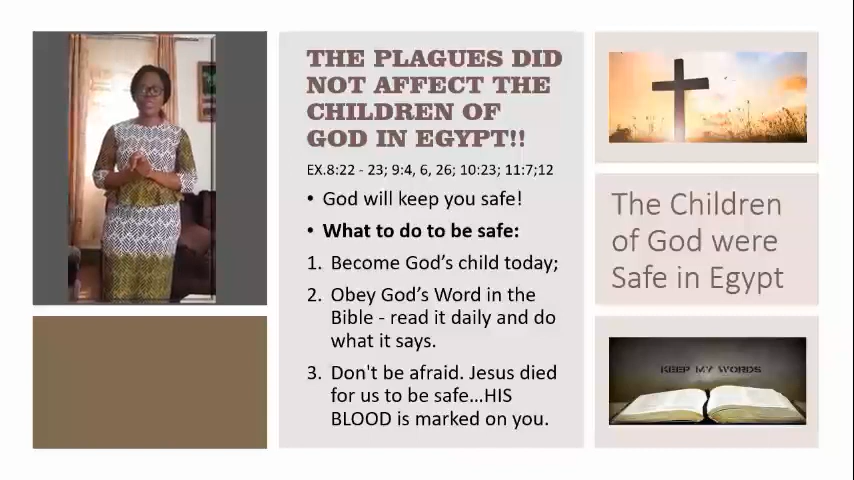 THE PLAGUES DID
NOT AFFECT THE
CHILDREN OF
GOD IN EGYPT!!
EX.8:22 - 23; 9:4, 6, 26; 10:23; 11:7;12
• God will keep you safe!
• What to do to be safe:
1. Become God’s child today;
2. Obey God’s Word in the
Bible - read it daily and do
what it says.
3. Don't be afraid. Jesus died
for us to be safe...HIS
BLOOD is marked on you.
The Children
of God were
Safe in Egypt
KEEP MY WORDS